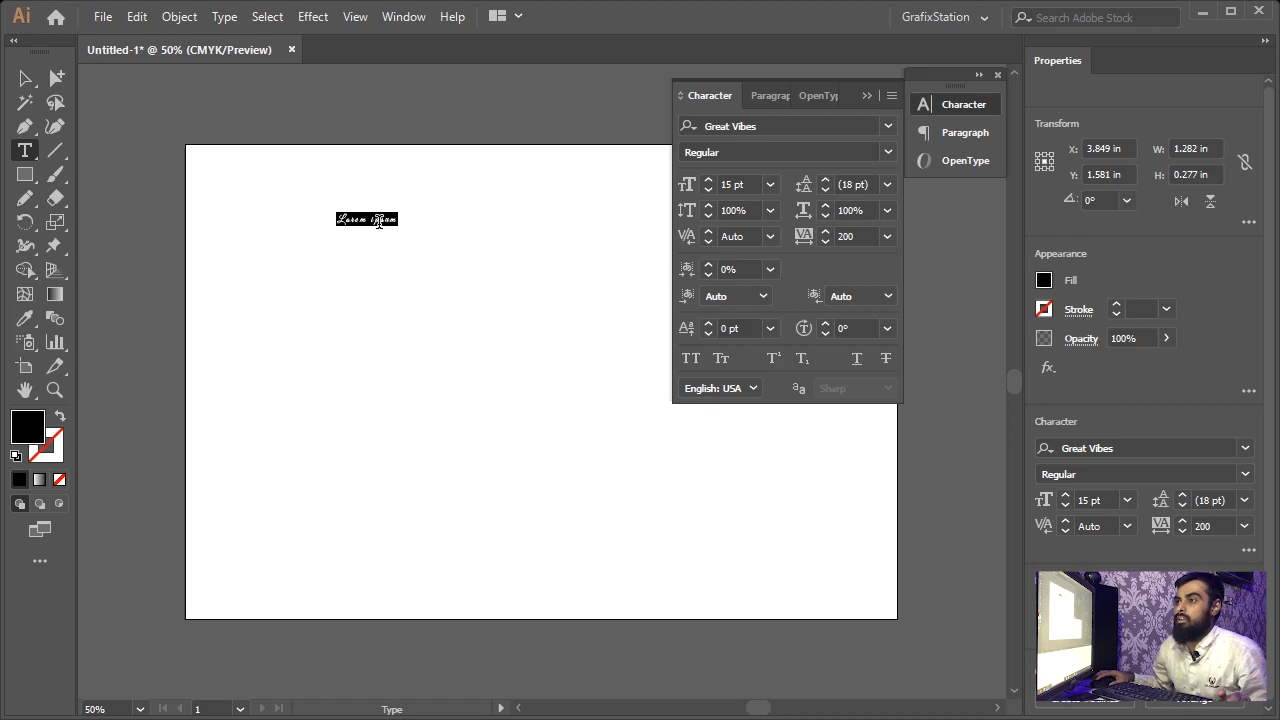 Ai File Edit Object Type Select Effect View Window Help GrafixStation Search Adobe Stock
Untitled-1* @ 50% (CMYK/Preview)
Properties
Character Paragraph OpenTyp
Character
Great Vibes
Paragraph
Regular
OpenType
15 pt (18 pt)
100% 100%
Auto 200
0%
Auto Auto
0 pt 0°
English: USA Sharp
Lorem ipsum
Transform
X: 3.849 in W: 1.282 in
Y: 1.581 in H: 0.277 in
0°
Appearance
Fill
Stroke
Opacity 100%
fx.
Character
Great Vibes
Regular
15 pt (18 pt)
Auto 200
50% 1 Type